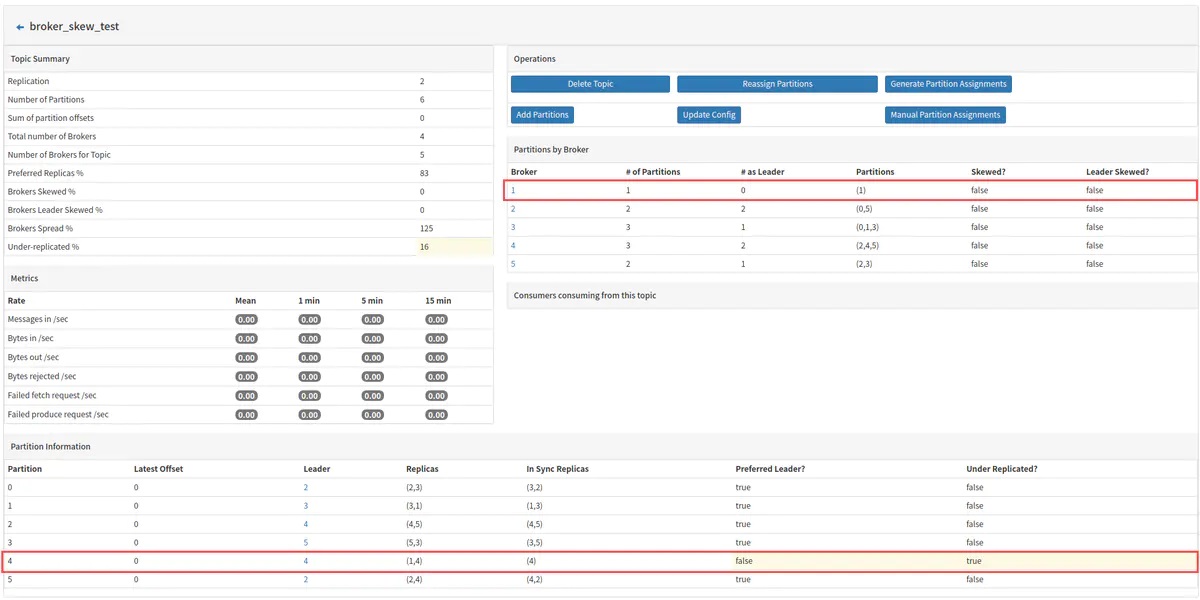 broker_skew_test
Topic Summary
Replication 2
Number of Partitions 6
Sum of partition offsets 0
Total number of Brokers 4
Number of Brokers for Topic 5
Preferred Replicas % 83
Brokers Skewed % 0
Brokers Leader Skewed % 0
Brokers Spread % 125
Under-replicated % 16
Metrics
Rate Mean 1 min 5 min 15 min
Messages in /sec 0.00 0.00 0.00 0.00
Bytes in /sec 0.00 0.00 0.00 0.00
Bytes out /sec 0.00 0.00 0.00 0.00
Bytes rejected /sec 0.00 0.00 0.00 0.00
Failed fetch request /sec 0.00 0.00 0.00 0.00
Failed produce request /sec 0.00 0.00 0.00 0.00
Operations
Delete Topic Reassign Partitions Generate Partition Assignments
Add Partitions Update Config Manual Partition Assignments
Partitions by Broker
Broker # of Partitions # as Leader Partitions Skewed? Leader Skewed?
1 1 0 (1) false false
2 2 2 (0,5) false false
3 3 1 (0,1,3) false false
4 3 2 (2,4,5) false false
5 2 1 (2,3) false false
Consumers consuming from this topic
Partition Information
Partition Latest Offset Leader Replicas In Sync Replicas Preferred Leader? Under Replicated?
0 0 2 (2,3) (3,2) true false
1 0 3 (3,1) (1,3) true false
2 0 4 (4,5) (4,5) true false
3 0 5 (5,3) (3,5) true false
4 0 4 (1,4) (4) false true
5 0 2 (2,4) (4,2) true false